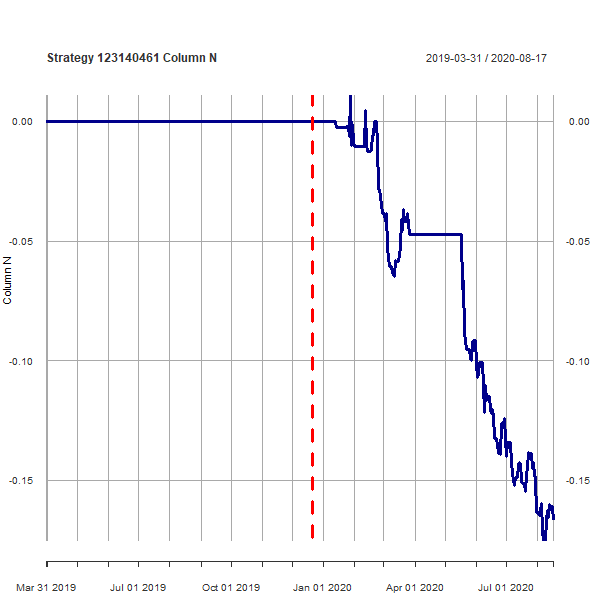 Strategy 123140461 Column N
2019-03-31 / 2020-08-17
0.00 0.00
-0.05 -0.05
Column N
-0.10 -0.10
-0.15 -0.15
Mar 31 2019 Jul 01 2019 Oct 01 2019 Jan 01 2020 Apr 01 2020 Jul 01 2020